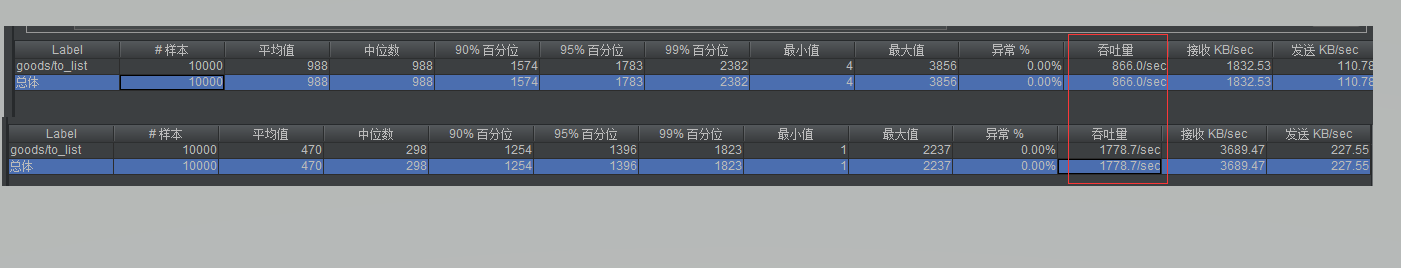 Label # 样本 平均值 中位数 90% 百分位 95% 百分位 99% 百分位 最小值 最大值 异常 % 吞吐量 接收 KB/sec 发送 KB/sec
goods/to_list 10000 988 988 1574 1783 2382 4 3856 0.00% 866.0/sec 1832.53 110.78
总体 10000 988 988 1574 1783 2382 4 3856 0.00% 866.0/sec 1832.53 110.78
Label # 样本 平均值 中位数 90% 百分位 95% 百分位 99% 百分位 最小值 最大值 异常 % 吞吐量 接收 KB/sec 发送 KB/sec
goods/to_list 10000 470 298 1254 1396 1823 1 2237 0.00% 1778.7/sec 3689.47 227.55
总体 10000 470 298 1254 1396 1823 1 2237 0.00% 1778.7/sec 3689.47 227.55